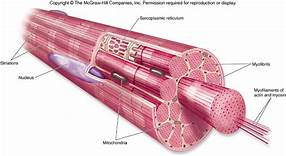 Copyright © The McGraw-Hill Companies, Inc. Permission required for reproduction or display.
Sarcoplasmic reticulum
Striations
Nucleus
Mitochondria
Myofibrils
Myofilaments of
actin and myosin